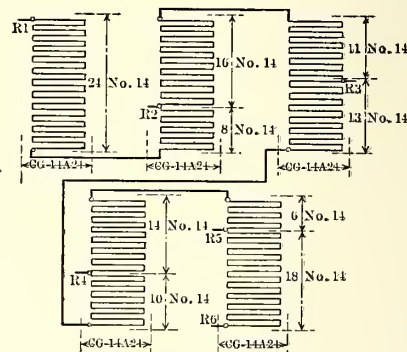 R1
24 No. 14
16 No. 14
R2
8 No. 14
11 No. 14
R3
13 No. 14
CG-14A24
CG-14A24
CG-14A24
14 No. 14
R4
10 No. 14
6 No. 14
R5
18 No. 14
R6
CG-14A24
CG-14A24